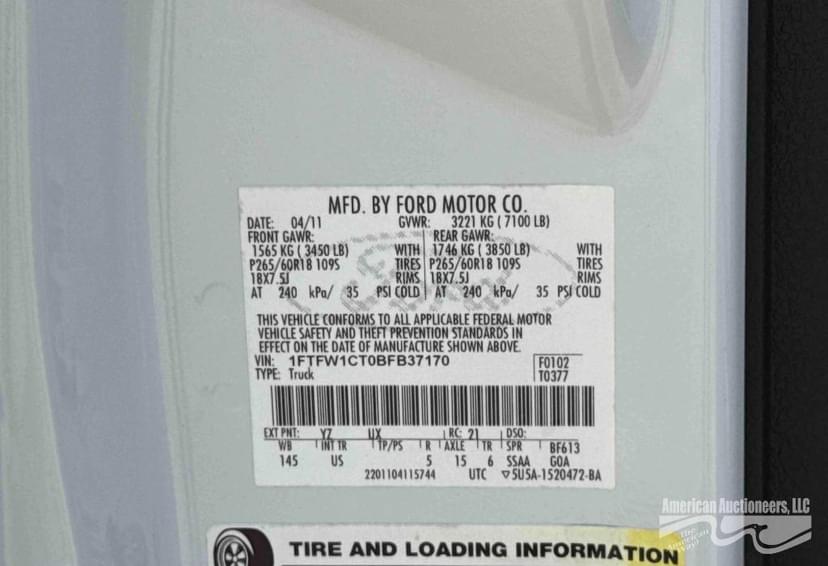 MFD. BY FORD MOTOR CO.
DATE: 04/11 GVWR: 3221 KG ( 7100 LB)
FRONT GAWR: REAR GAWR:
1565 KG ( 3450 LB) WITH 1746 KG ( 3850 LB) WITH
P265/60R18 109S TIRES P265/60R18 109S TIRES
18X7.5J RIMS 18X7.5J RIMS
AT 240 kPa/ 35 PSI COLD AT 240 kPa/ 35 PSI COLD
THIS VEHICLE CONFORMS TO ALL APPLICABLE FEDERAL MOTOR
VEHICLE SAFETY AND THEFT PREVENTION STANDARDS IN
EFFECT ON THE DATE OF MANUFACTURE SHOWN ABOVE.
VIN: 1FTFW1CT0BFB37170 F0102
TYPE: Truck T0377
EXT PNT: YZ UX RC: 21 DSO:
WB INT TR TP/PS R AXLE TR SPR BF613
145 US 5 15 6 SSAA GOA
2201104115744 UTC ▽5U5A-1520472-BA
TIRE AND LOADING INFORMATION
American Auctioneers, LLC
The American Way!